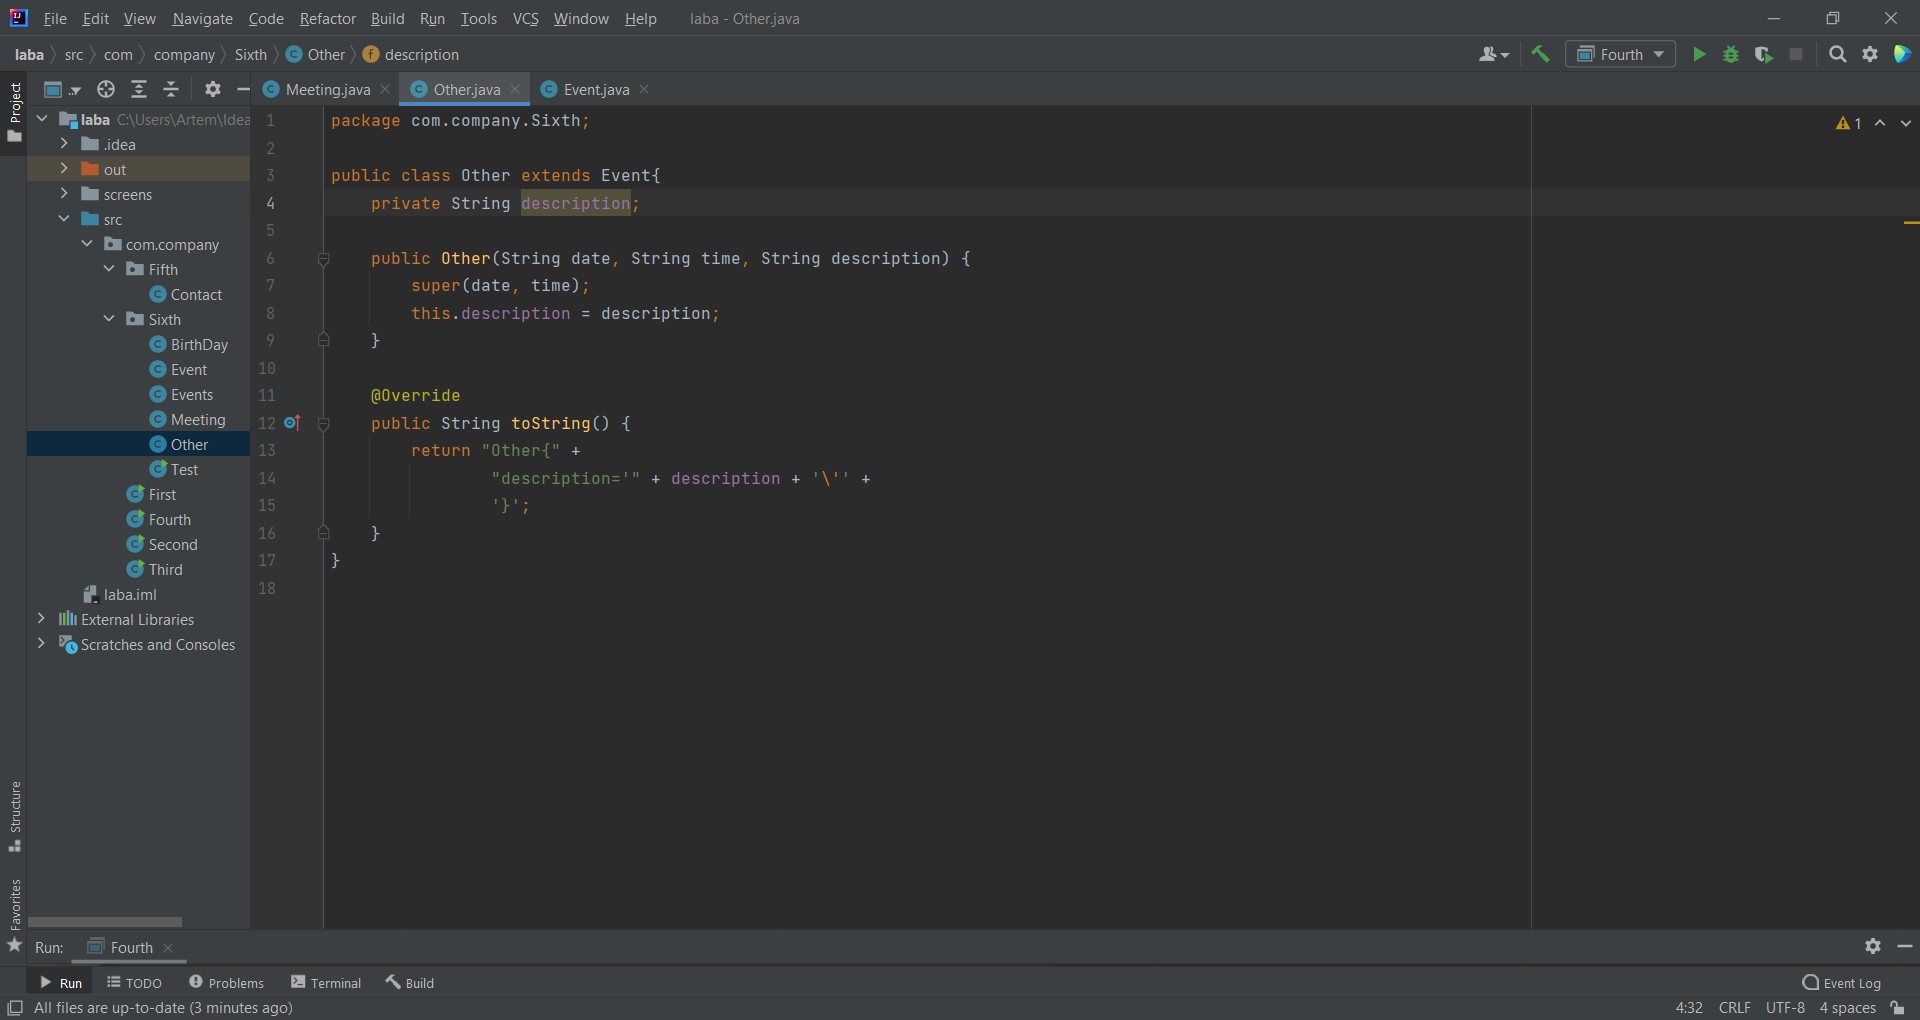 File Edit View Navigate Code Refactor Build Run Tools VCS Window Help laba - Other.java
laba src com company Sixth Other description
Fourth
Project
Meeting.java Other.java Event.java
laba C:\Users\Artem\Idea
.idea
out
screens
src
com.company
Fifth
Contact
Sixth
BirthDay
Event
Events
Meeting
Other
Test
First
Fourth
Second
Third
laba.iml
External Libraries
Scratches and Consoles
1 package com.company.Sixth;
2
3 public class Other extends Event{
4 private String description;
5
6 public Other(String date, String time, String description) {
7 super(date, time);
8 this.description = description;
9 }
10
11 @Override
12 public String toString() {
13 return "Other{" +
14 "description='" + description + '\'' +
15 '}';
16 }
17 }
18
1
Structure
Favorites
Run: Fourth
Run TODO Problems Terminal Build Event Log
All files are up-to-date (3 minutes ago) 4:32 CRLF UTF-8 4 spaces